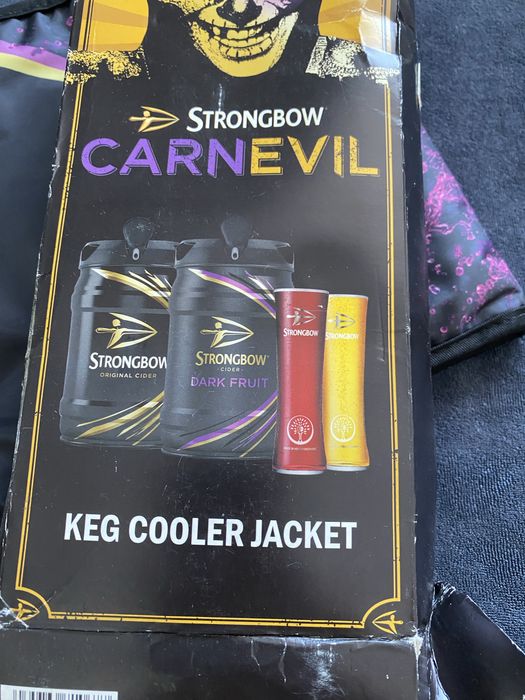 STRONGBOW
CARNEVIL
STRONGBOW
ORIGINAL CIDER
STRONGBOW
· CIDER ·
DARK FRUIT
STRONGBOW
STRONGBOW
KEG COOLER JACKET